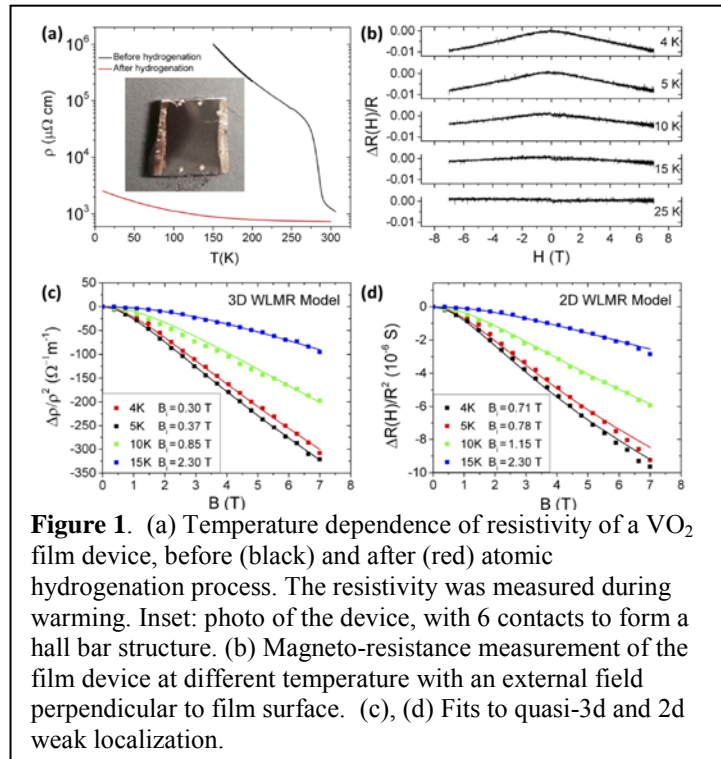 (a)
10⁶
10⁵
10⁴
10³
ρ (μΩ cm)
Before hydrogenation
After hydrogenation
0 50 100 150 200 250 300
T(K)
(b)
0.00
-0.01
0.00
-0.01
0.00
-0.01
0.00
-0.01
0.00
-0.01
ΔR(H)/R
4 K
5 K
10 K
15 K
25 K
-8 -6 -4 -2 0 2 4 6 8
H (T)
(c)
3D WLMR Model
50
0
-50
-100
-150
-200
-250
-300
-350
Δρ/ρ² (Ω⁻¹m⁻¹)
4K Bᵢ=0.30 T
5K Bᵢ=0.37 T
10K Bᵢ=0.85 T
15K Bᵢ=2.30 T
0 1 2 3 4 5 6 7 8
B (T)
(d)
2D WLMR Model
0
-2
-4
-6
-8
-10
ΔR(H)/R² (10⁻⁶ S)
4K Bᵢ=0.71 T
5K Bᵢ=0.78 T
10K Bᵢ=1.15 T
15K Bᵢ=2.30 T
0 1 2 3 4 5 6 7 8
B (T)
Figure 1. (a) Temperature dependence of resistivity of a VO₂
film device, before (black) and after (red) atomic
hydrogenation process. The resistivity was measured during
warming. Inset: photo of the device, with 6 contacts to form a
hall bar structure. (b) Magneto-resistance measurement of the
film device at different temperature with an external field
perpendicular to film surface. (c), (d) Fits to quasi-3d and 2d
weak localization.